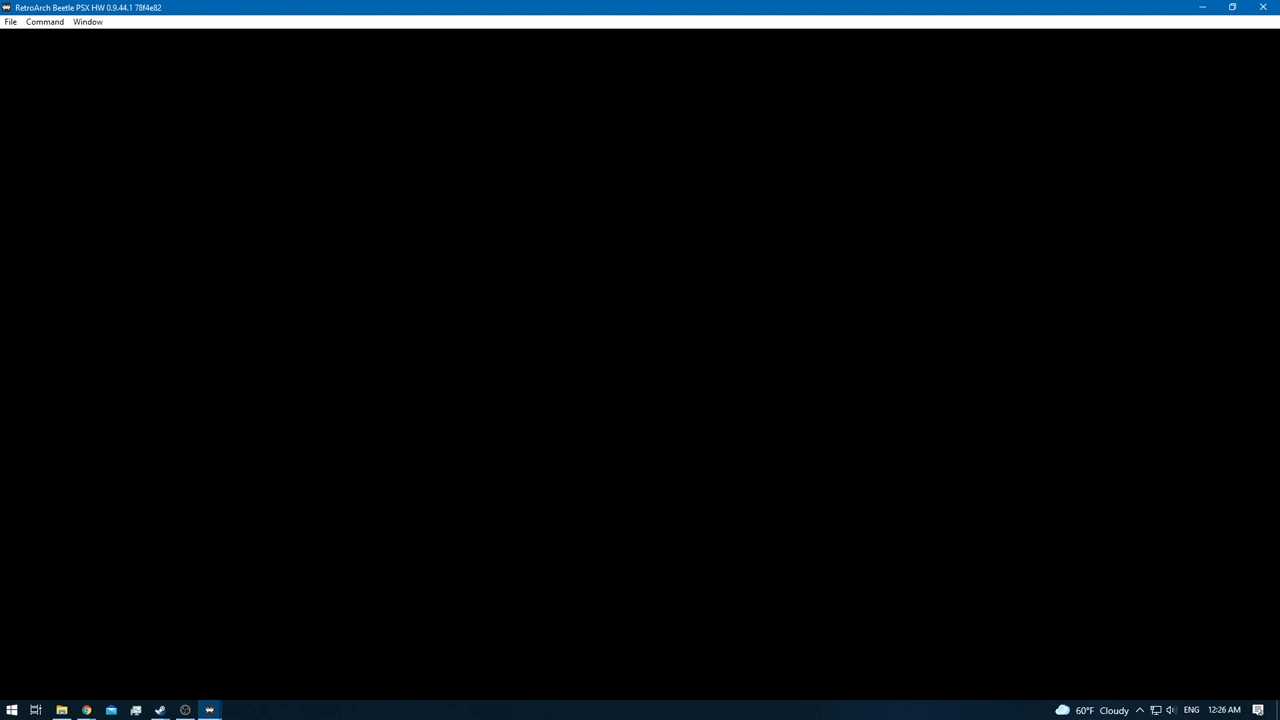 RetroArch Beetle PSX HW 0.9.44.1 78f4e82
File Command Window
60°F Cloudy ENG 12:26 AM